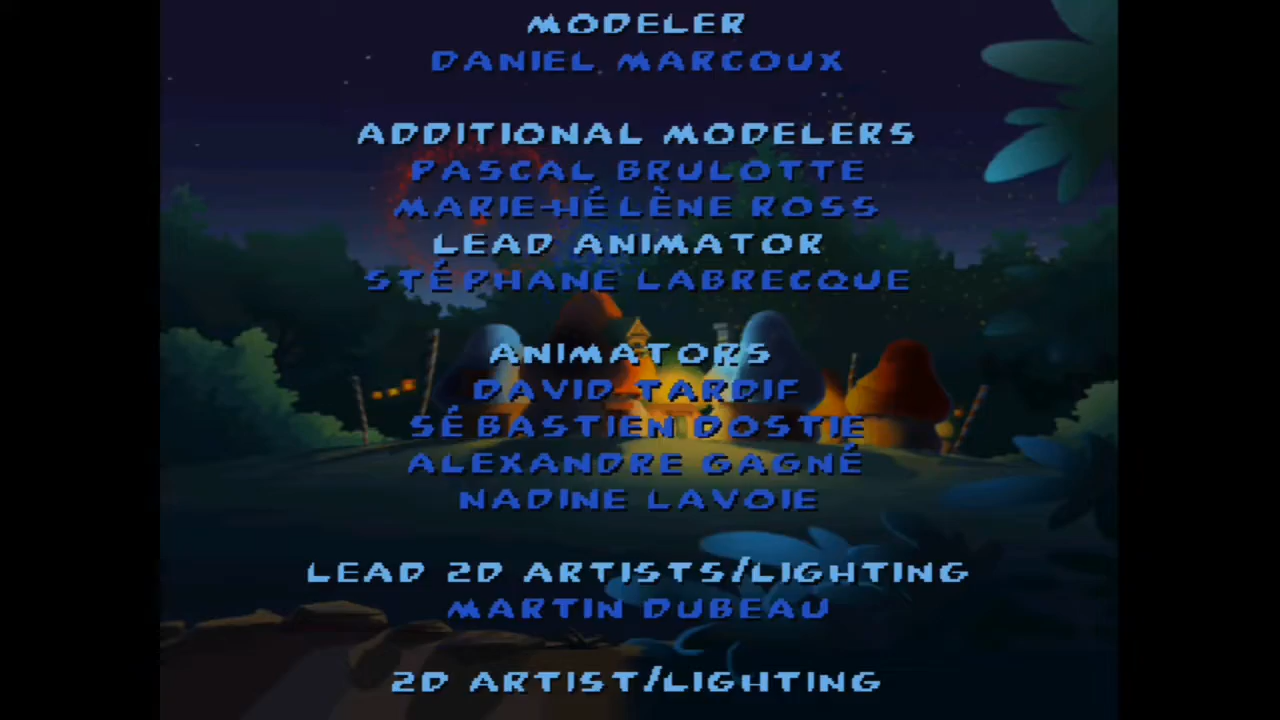 MODELER
DANIEL MARCOUX
ADDITIONAL MODELERS
PASCAL BRULOTTE
MARIE-HÉLÈNE ROSS
LEAD ANIMATOR
STÉPHANE LABRECQUE
ANIMATORS
DAVID TARDIF
SÉBASTIEN DOSTIE
ALEXANDRE GAGNÉ
NADINE LAVOIE
LEAD 2D ARTISTS/LIGHTING
MARTIN DUBEAU
2D ARTIST/LIGHTING